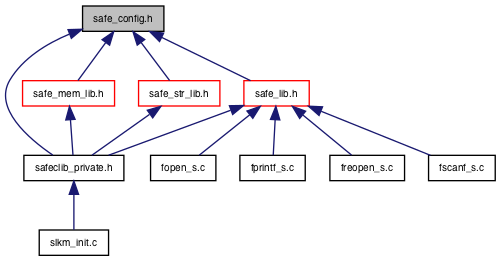 safe_config.h
safe_mem_lib.h
safe_str_lib.h
safe_lib.h
safeclib_private.h
fopen_s.c
fprintf_s.c
freopen_s.c
fscanf_s.c
slkm_init.c